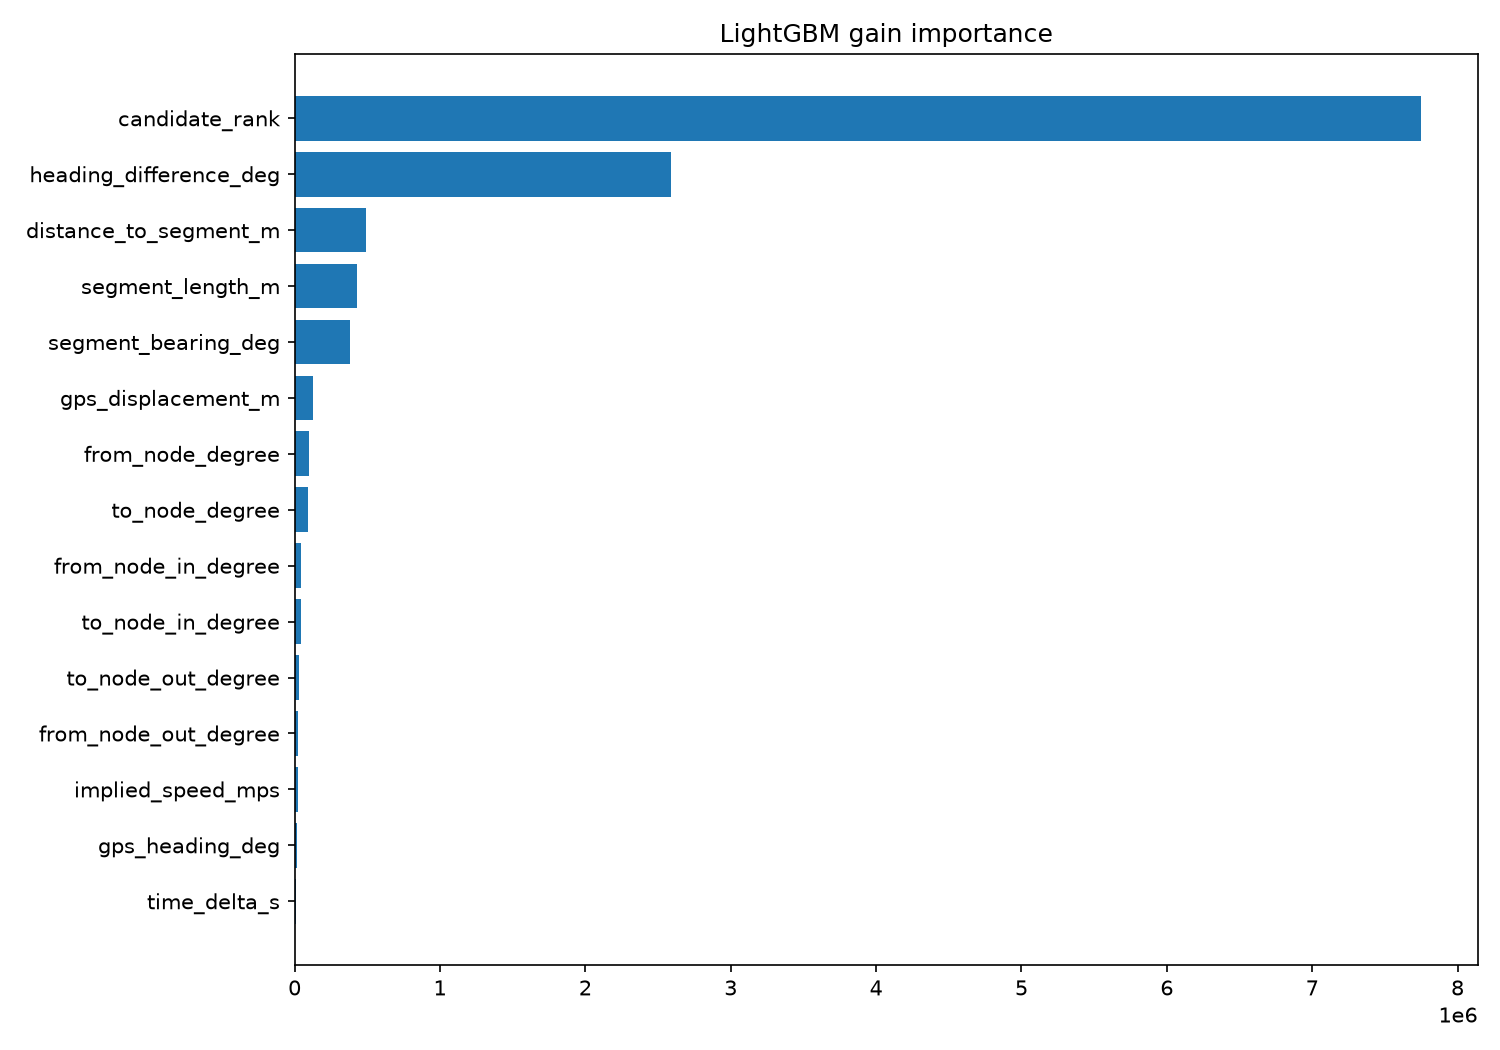 LightGBM gain importance
candidate_rank
heading_difference_deg
distance_to_segment_m
segment_length_m
segment_bearing_deg
gps_displacement_m
from_node_degree
to_node_degree
from_node_in_degree
to_node_in_degree
to_node_out_degree
from_node_out_degree
implied_speed_mps
gps_heading_deg
time_delta_s
0 1 2 3 4 5 6 7 8
1e6